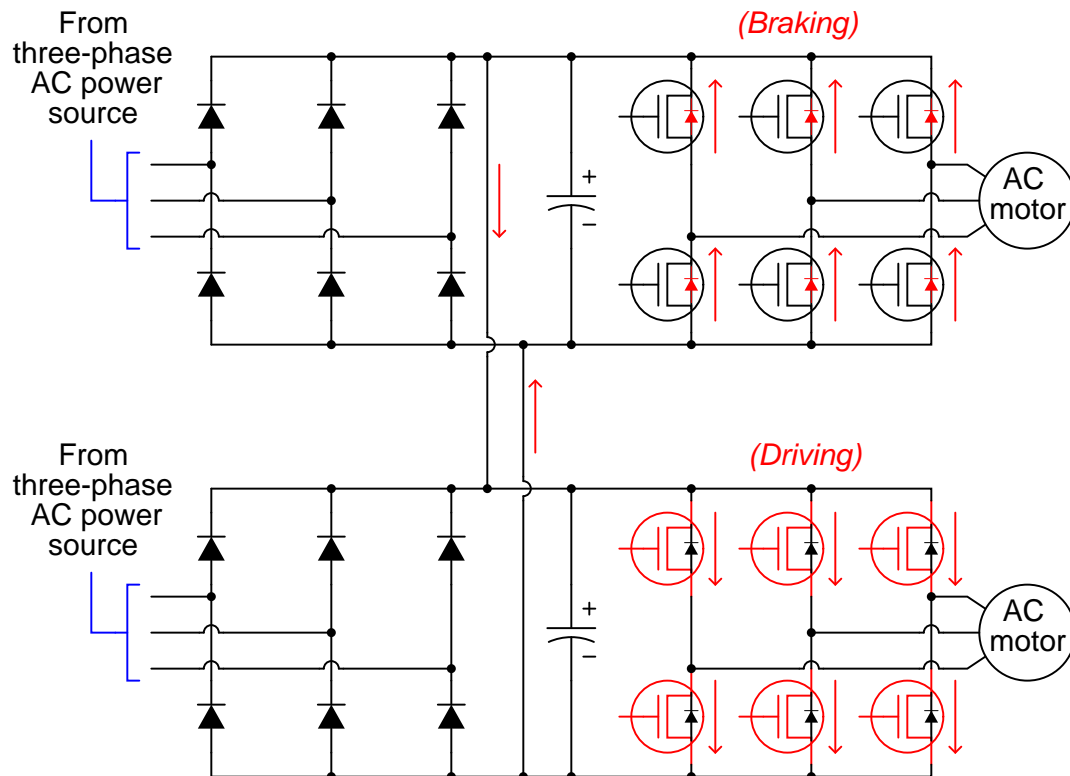 From
three-phase
AC power
source
(Braking)
+
−
AC
motor
From
three-phase
AC power
source
(Driving)
+
−
AC
motor